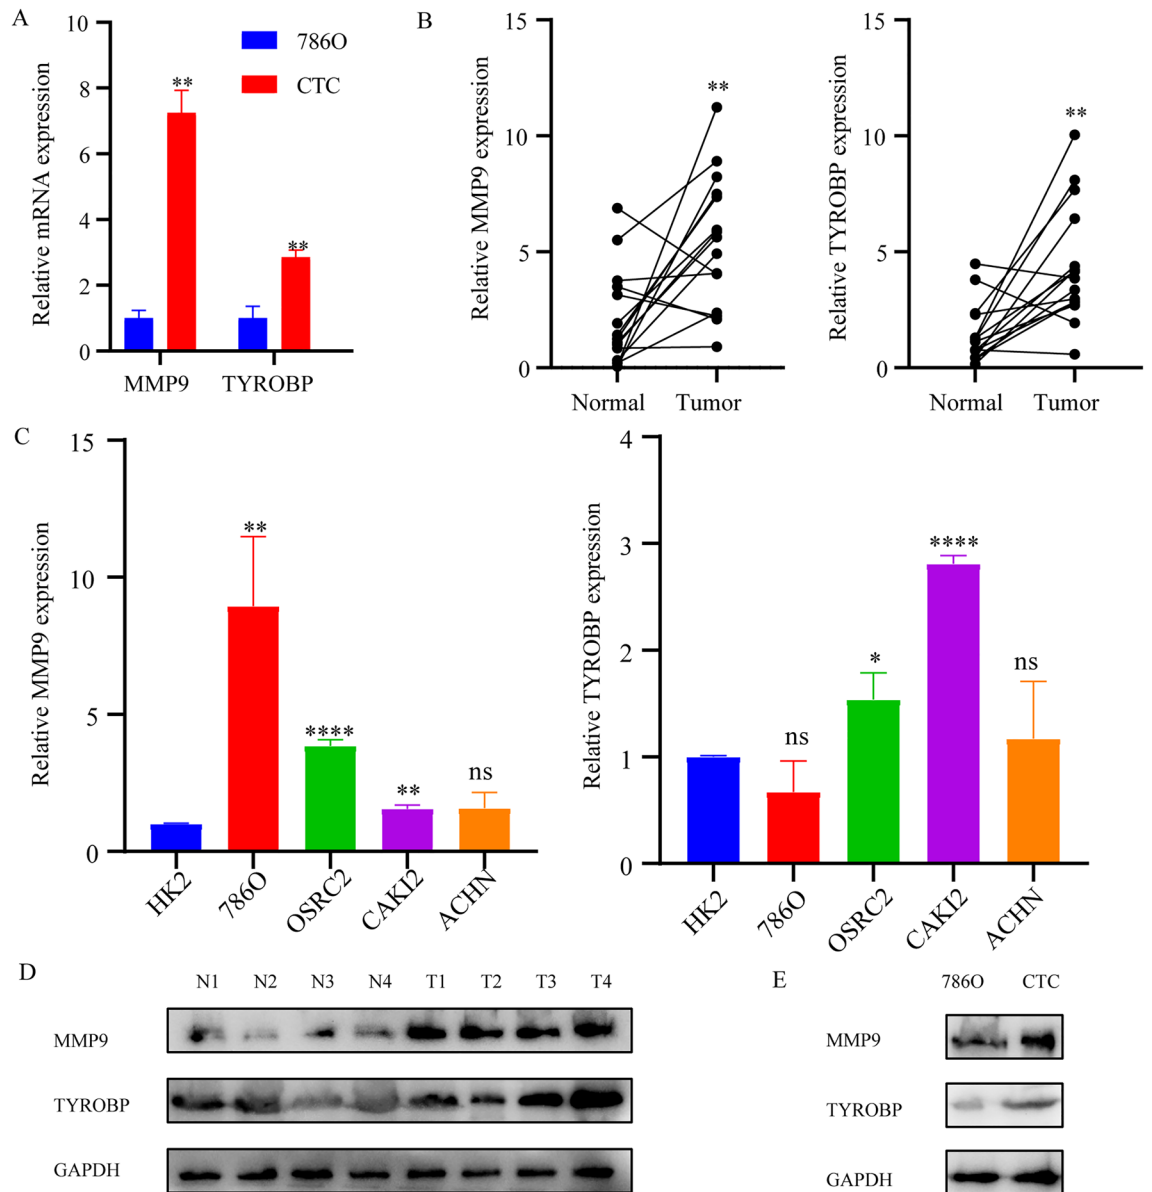 A
Relative mRNA expression
10
8
6
4
2
0
786O
CTC
**
**
MMP9 TYROBP
B
Relative MMP9 expression
15
10
5
0
**
Normal Tumor
Relative TYROBP expression
15
10
5
0
**
Normal Tumor
C
Relative MMP9 expression
15
10
5
0
**
****
**
ns
HK2 786O OSRC2 CAKI2 ACHN
Relative TYROBP expression
4
3
2
1
0
ns
*
****
ns
HK2 786O OSRC2 CAKI2 ACHN
D
N1 N2 N3 N4 T1 T2 T3 T4
MMP9
TYROBP
GAPDH
E
786O CTC
MMP9
TYROBP
GAPDH